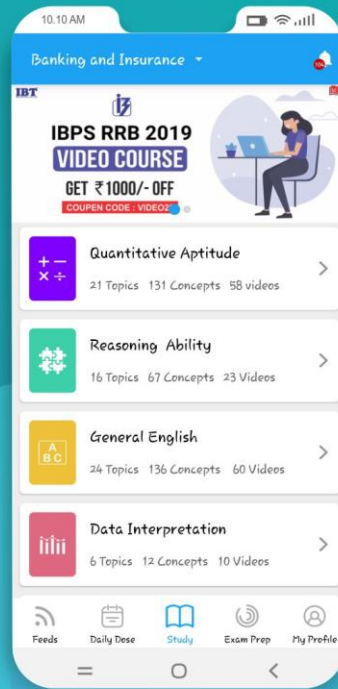 10.10 AM
Banking and Insurance
IBT
IBPS RRB 2019
VIDEO COURSE
GET ₹1000/- OFF
COUPEN CODE : VIDEO2
+ −
× ÷
Quantitative Aptitude
21 Topics 131 Concepts 58 videos
Reasoning Ability
16 Topics 67 Concepts 23 Videos
A
B C
General English
24 Topics 136 Concepts 60 Videos
Data Interpretation
6 Topics 12 Concepts 10 Videos
Feeds Daily Dose Study Exam Prep My Profile